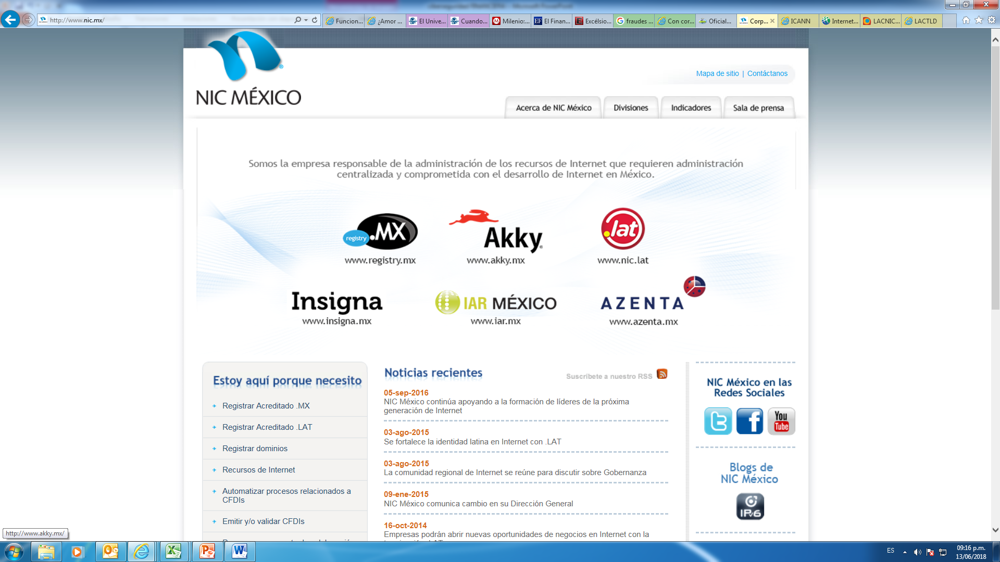 http://www.nic.mx/
Funcion...
¿Amor ...
El Unive...
Cuando...
Milenio:...
El Finan...
Excélsio...
fraudes ...
Con cor...
Oficial...
Corp...
ICANN
Internet...
LACNIC...
LACTLD
NIC MÉXICO
Mapa de sitio | Contáctanos
Acerca de NIC México
Divisiones
Indicadores
Sala de prensa
Somos la empresa responsable de la administración de los recursos de Internet que requieren administración
centralizada y comprometida con el desarrollo de Internet en México.
registry .MX
www.registry.mx
Akky
www.akky.mx
.lat
www.nic.lat
Insigna
www.insigna.mx
IAR MÉXICO
www.iar.mx
AZENTA
www.azenta.mx
Estoy aquí porque necesito
Registrar Acreditado .MX
Registrar Acreditado .LAT
Registrar dominios
Recursos de Internet
Automatizar procesos relacionados a
CFDIs
Emitir y/o validar CFDIs
Noticias recientes
Suscríbete a nuestro RSS
05-sep-2016
NIC México continúa apoyando a la formación de líderes de la próxima
generación de Internet
03-ago-2015
Se fortalece la identidad latina en Internet con .LAT
03-ago-2015
La comunidad regional de Internet se reúne para discutir sobre Gobernanza
09-ene-2015
NIC México comunica cambio en su Dirección General
16-oct-2014
Empresas podrán abrir nuevas oportunidades de negocios en Internet con la
NIC México en las
Redes Sociales
You
Tube
Blogs de
NIC México
IPv6
http://www.akky.mx/
ES
09:16 p.m.
13/06/2018